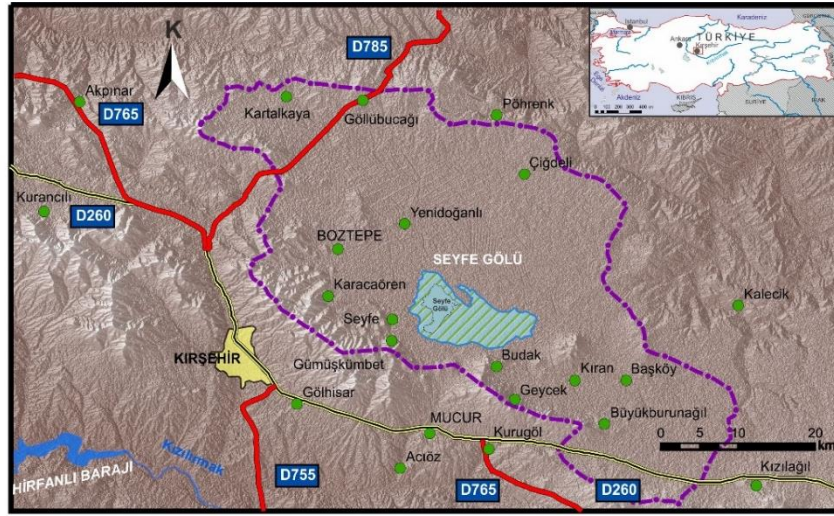 K
D785
Akpınar
D765
Kartalkaya
Göllübucağı
Pöhrenk
Çiğdeli
Kurancılı
D260
Yenidoğanlı
BOZTEPE
SEYFE GÖLÜ
Karacaören
Seyfe
Gölü
Kalecik
Seyfe
KIRŞEHİR
Gümüşkümbet
Budak
Kıran
Başköy
Geycek
Gölhisar
Büyükburunağıl
MUCUR
Kurugöl
0
10
20
km
Kızılırmak
HİRFANLI BARAJI
D755
Acıöz
D765
D260
Kızılağıl
İstanbul
Karadeniz
TÜRKİYE
Ankara
Kırşehir
Akdeniz
KIBRIS
SURİYE
IRAK